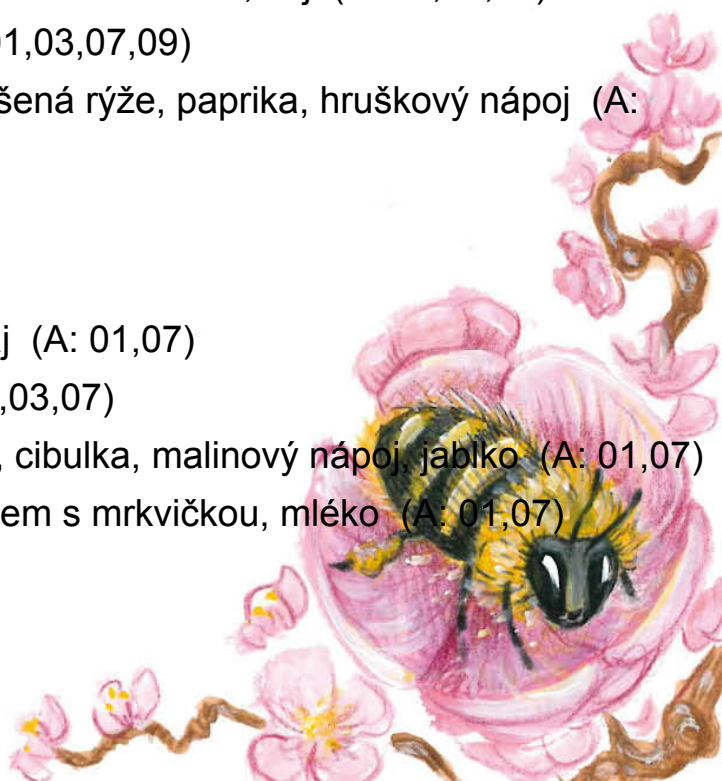 01,03,07,09)
šená rýže, paprika, hruškový nápoj (A:
j (A: 01,07)
,03,07)
, cibulka, malinový nápoj, jablko (A: 01,07)
em s mrkvičkou, mléko (A: 01,07)